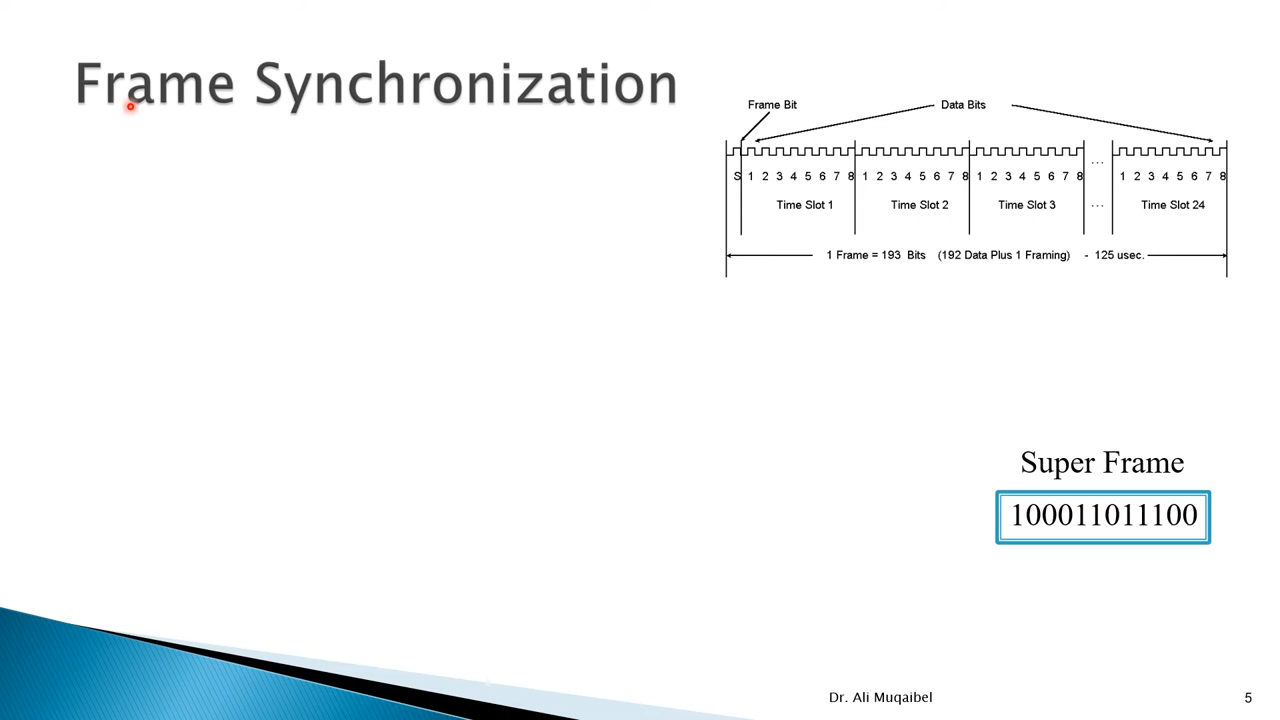 Frame Synchronization
Frame Bit Data Bits
S 1 2 3 4 5 6 7 8 1 2 3 4 5 6 7 8 1 2 3 4 5 6 7 8 ... 1 2 3 4 5 6 7 8
Time Slot 1 Time Slot 2 Time Slot 3 ... Time Slot 24
1 Frame = 193 Bits (192 Data Plus 1 Framing) - 125 usec.
Super Frame
100011011100
Dr. Ali Muqaibel 5